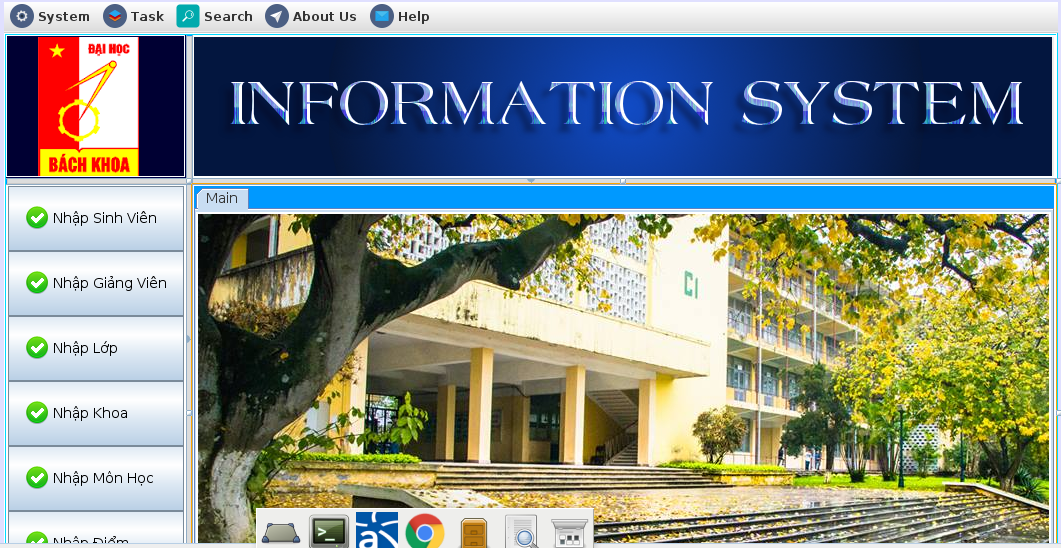 System Task Search About Us Help
ĐẠI HỌC
BÁCH KHOA
INFORMATION SYSTEM
Main
Nhập Sinh Viên
Nhập Giảng Viên
Nhập Lớp
Nhập Khoa
Nhập Môn Học
Nhập Điểm
C1
>_
a